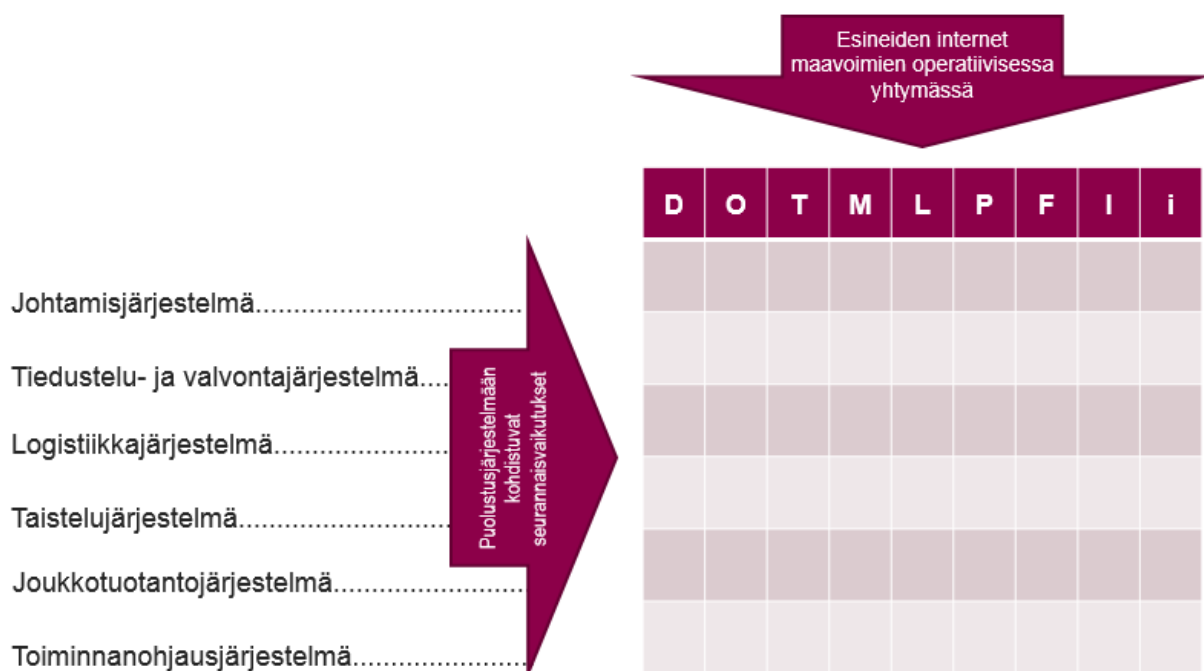 Esineiden internet
maavoimien operatiivisessa
yhtymässä
D O T M L P F I i
Johtamisjärjestelmä..................................
Tiedustelu- ja valvontajärjestelmä....
Logistiikkajärjestelmä.......................
Taistelujärjestelmä...........................
Joukkotuotantojärjestelmä.........................
Toiminnanohjausjärjestelmä......................
Puolustusjärjestelmään
kohdistuvat
seurannaisvaikutukset